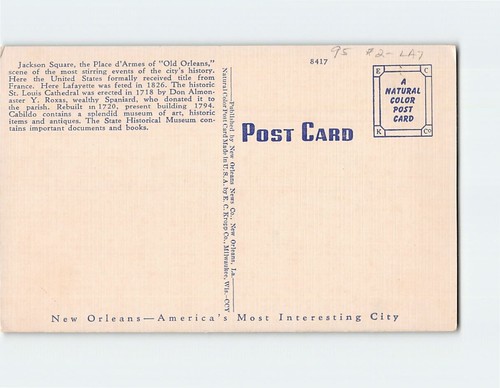 Jackson Square, the Place d'Armes of "Old Orleans,"
scene of the most stirring events of the city's history.
Here the United States formally received title from
France. Here Lafayette was feted in 1826. The historic
St. Louis Cathedral was erected in 1718 by Don Almon-
aster Y. Roxas, wealthy Spaniard, who donated it to
the parish. Rebuilt in 1720, present building 1794.
Cabildo contains a splendid museum of art, historic
items and antiques. The State Historical Museum con-
tains important documents and books.
—Published by New Orleans News Co., New Orleans, La.—
Natural Color Post Card Made in U.S.A. by E. C. Kropp Co., Milwaukee, Wis.—CCY
8417
95 #2-LA7
POST CARD
E C
A
NATURAL
COLOR
POST
CARD
K Co
New Orleans—America's Most Interesting City